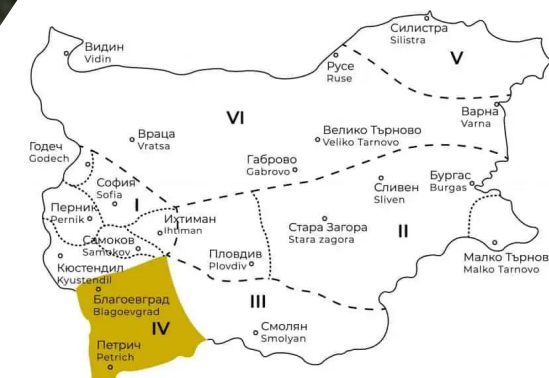 Силистра
Silistra
Видин
Vidin
V
Русе
Ruse
Варна
Varna
VI
Враца
Vratsa
Велико Търново
Veliko Tarnovo
Годеч
Godech
Габрово
Gabrovo
София
Sofia
I
Сливен
Sliven
Бургас
Burgas
Перник
Pernik
Ихтиман
Ihtiman
Стара Загора
Stara zagora
II
Самоков
Samokov
Пловдив
Plovdiv
Малко Търнов
Malko Tarnovo
Кюстендил
Kyustendil
Благоевград
Blagoevgrad
III
IV
Смолян
Smolyan
Петрич
Petrich